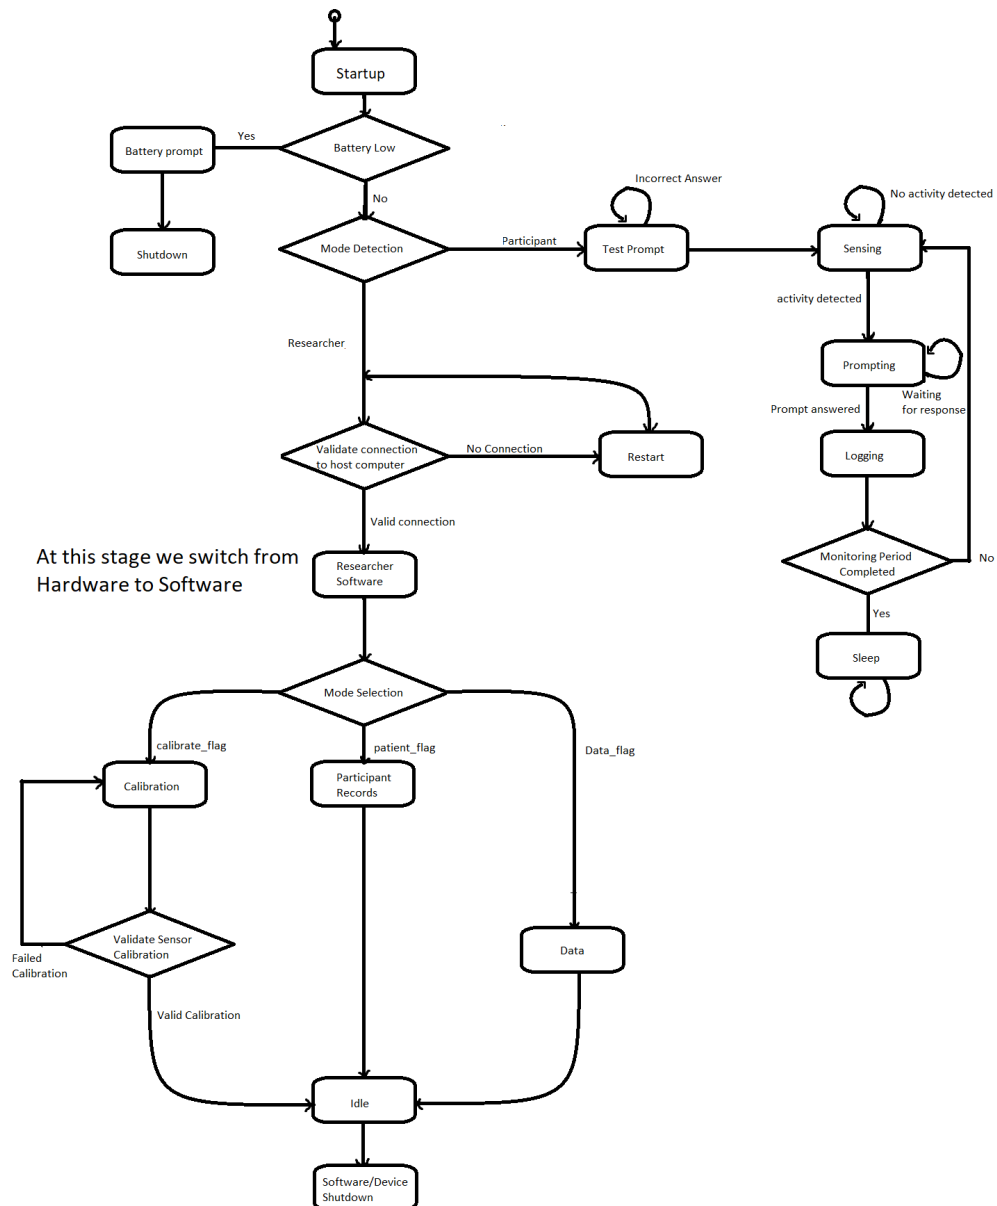 Startup
Yes
Battery prompt
Battery Low
No
Incorrect Answer
No activity detected
Mode Detection
Participant
Test Prompt
Sensing
Shutdown
activity detected
Researcher
Prompting
Waiting
for response
Prompt answered
Validate connection
to host computer
No Connection
Restart
Logging
Valid connection
At this stage we switch from
Hardware to Software
Researcher
Software
Monitoring Period
Completed
No
Yes
Sleep
Mode Selection
calibrate_flag
patient_flag
Data_flag
Calibration
Participant
Records
Validate Sensor
Calibration
Failed
Calibration
Data
Valid Calibration
Idle
Software/Device
Shutdown